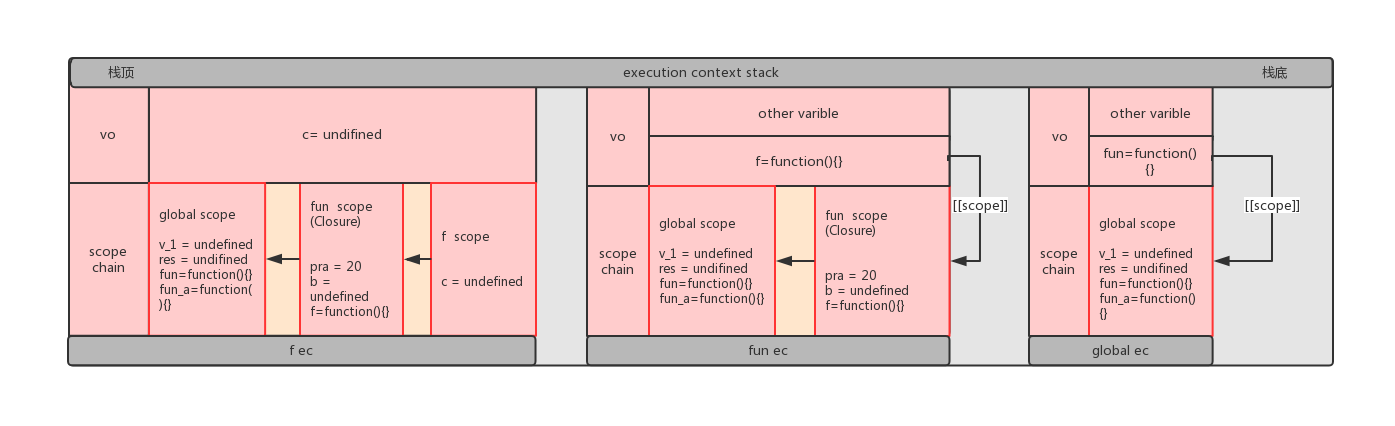 栈顶
execution context stack
栈底
vo
c= undifined
scope
chain
global scope
v_1 = undefined
res = undifined
fun=function(){}
fun_a=function(
){}
fun scope
(Closure)
pra = 20
b =
undefined
f=function(){}
f scope
c = undefined
f ec
vo
other varible
f=function(){}
[[scope]]
scope
chain
global scope
v_1 = undefined
res = undifined
fun=function(){}
fun_a=function(){}
fun scope
(Closure)
pra = 20
b = undefined
f=function(){}
fun ec
vo
other varible
fun=function()
{}
[[scope]]
scope
chain
global scope
v_1 = undefined
res = undifined
fun=function(){}
fun_a=function()
{}
global ec